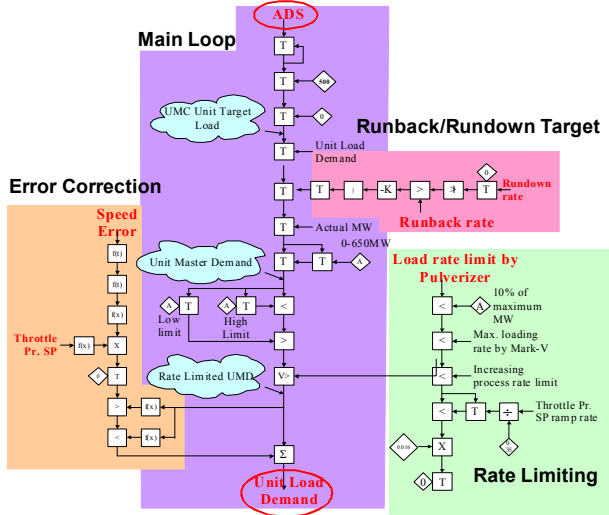 ADS
Main Loop
T
T
500
UMC Unit Target
Load
T
0
Runback/Rundown Target
T
Unit Load
Demand
T
T
-K
>
T
0
Rundown
rate
Runback rate
Error Correction
Speed
Error
f(t)
f(t)
f(x)
Throttle
Pr. SP
f(x)
X
0
T
>
f(x)
<
f(x)
T
Actual MW
0-650MW
Unit Master Demand
T
T
A
A
T
Low
limit
A
T
High
Limit
<
>
Rate Limited UMD
V>
Σ
Unit Load
Demand
Load rate limit by
Pulverizer
<
A
10% of
maximum
MW
<
Max. loading
rate by Mark-V
<
Increasing
process rate limit
<
T
÷
Throttle Pr.
SP ramp rate
0.016
X
0
T
Rate Limiting